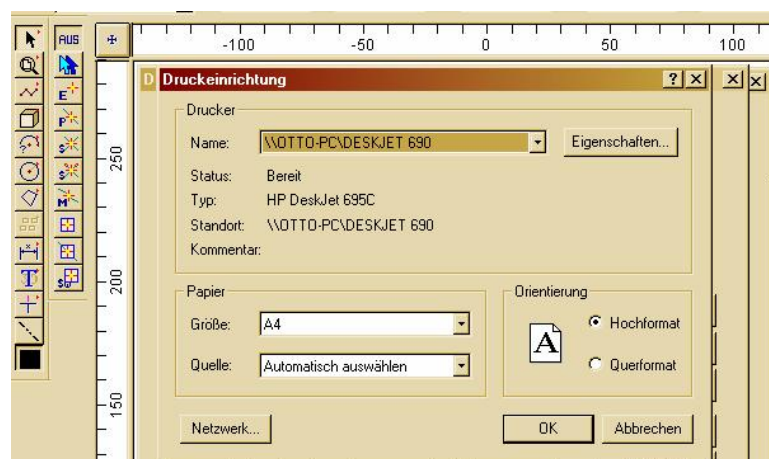 AUS
-100 -50 0 50 100
D Druckeinrichtung
Drucker
Name: \\OTTO-PC\DESKJET 690 Eigenschaften...
Status: Bereit
Typ: HP DeskJet 695C
Standort: \\OTTO-PC\DESKJET 690
Kommentar:
Papier
Größe: A4
Quelle: Automatisch auswählen
Orientierung
A
Hochformat
Querformat
Netzwerk... OK Abbrechen
250
200
150
E
P
S
S
M
T